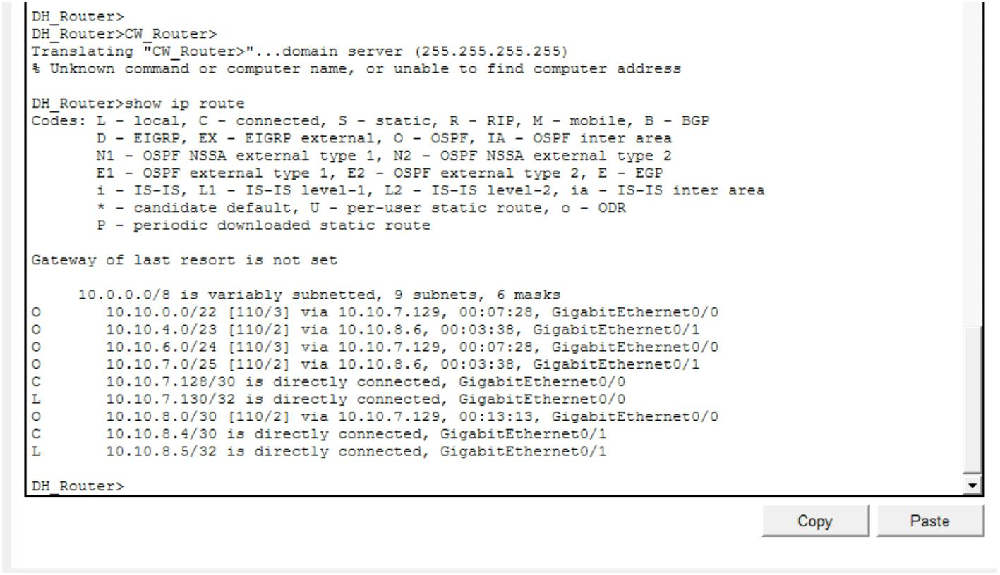 DH_Router>
DH_Router>CW_Router>
Translating "CW_Router>"...domain server (255.255.255.255)
% Unknown command or computer name, or unable to find computer address

DH_Router>show ip route
Codes: L - local, C - connected, S - static, R - RIP, M - mobile, B - BGP
       D - EIGRP, EX - EIGRP external, O - OSPF, IA - OSPF inter area
       N1 - OSPF NSSA external type 1, N2 - OSPF NSSA external type 2
       E1 - OSPF external type 1, E2 - OSPF external type 2, E - EGP
       i - IS-IS, L1 - IS-IS level-1, L2 - IS-IS level-2, ia - IS-IS inter area
       * - candidate default, U - per-user static route, o - ODR
       P - periodic downloaded static route

Gateway of last resort is not set

     10.0.0.0/8 is variably subnetted, 9 subnets, 6 masks
O       10.10.0.0/22 [110/3] via 10.10.7.129, 00:07:28, GigabitEthernet0/0
O       10.10.4.0/23 [110/2] via 10.10.8.6, 00:03:38, GigabitEthernet0/1
O       10.10.6.0/24 [110/3] via 10.10.7.129, 00:07:28, GigabitEthernet0/0
O       10.10.7.0/25 [110/2] via 10.10.8.6, 00:03:38, GigabitEthernet0/1
C       10.10.7.128/30 is directly connected, GigabitEthernet0/0
L       10.10.7.130/32 is directly connected, GigabitEthernet0/0
O       10.10.8.0/30 [110/2] via 10.10.7.129, 00:13:13, GigabitEthernet0/0
C       10.10.8.4/30 is directly connected, GigabitEthernet0/1
L       10.10.8.5/32 is directly connected, GigabitEthernet0/1

DH_Router>
Copy Paste